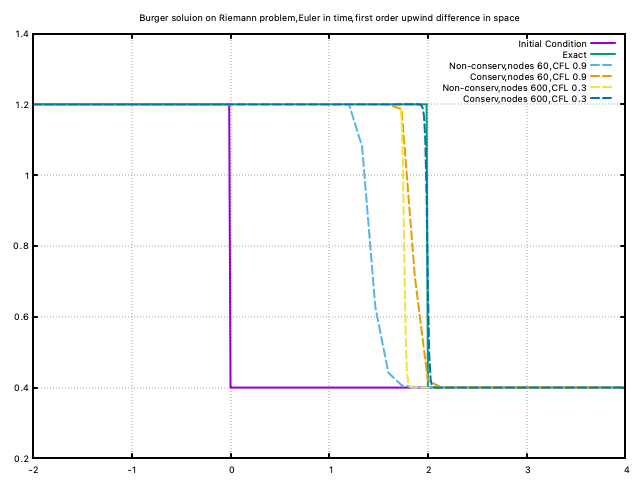 Burger soluion on Riemann problem,Euler in time,first order upwind difference in space
1.4
Initial Condition
Exact
Non-conserv,nodes 60,CFL 0.9
Conserv,nodes 60,CFL 0.9
Non-conserv,nodes 600,CFL 0.3
Conserv,nodes 600,CFL 0.3
1.2
1
0.8
0.6
0.4
0.2
-2 -1 0 1 2 3 4